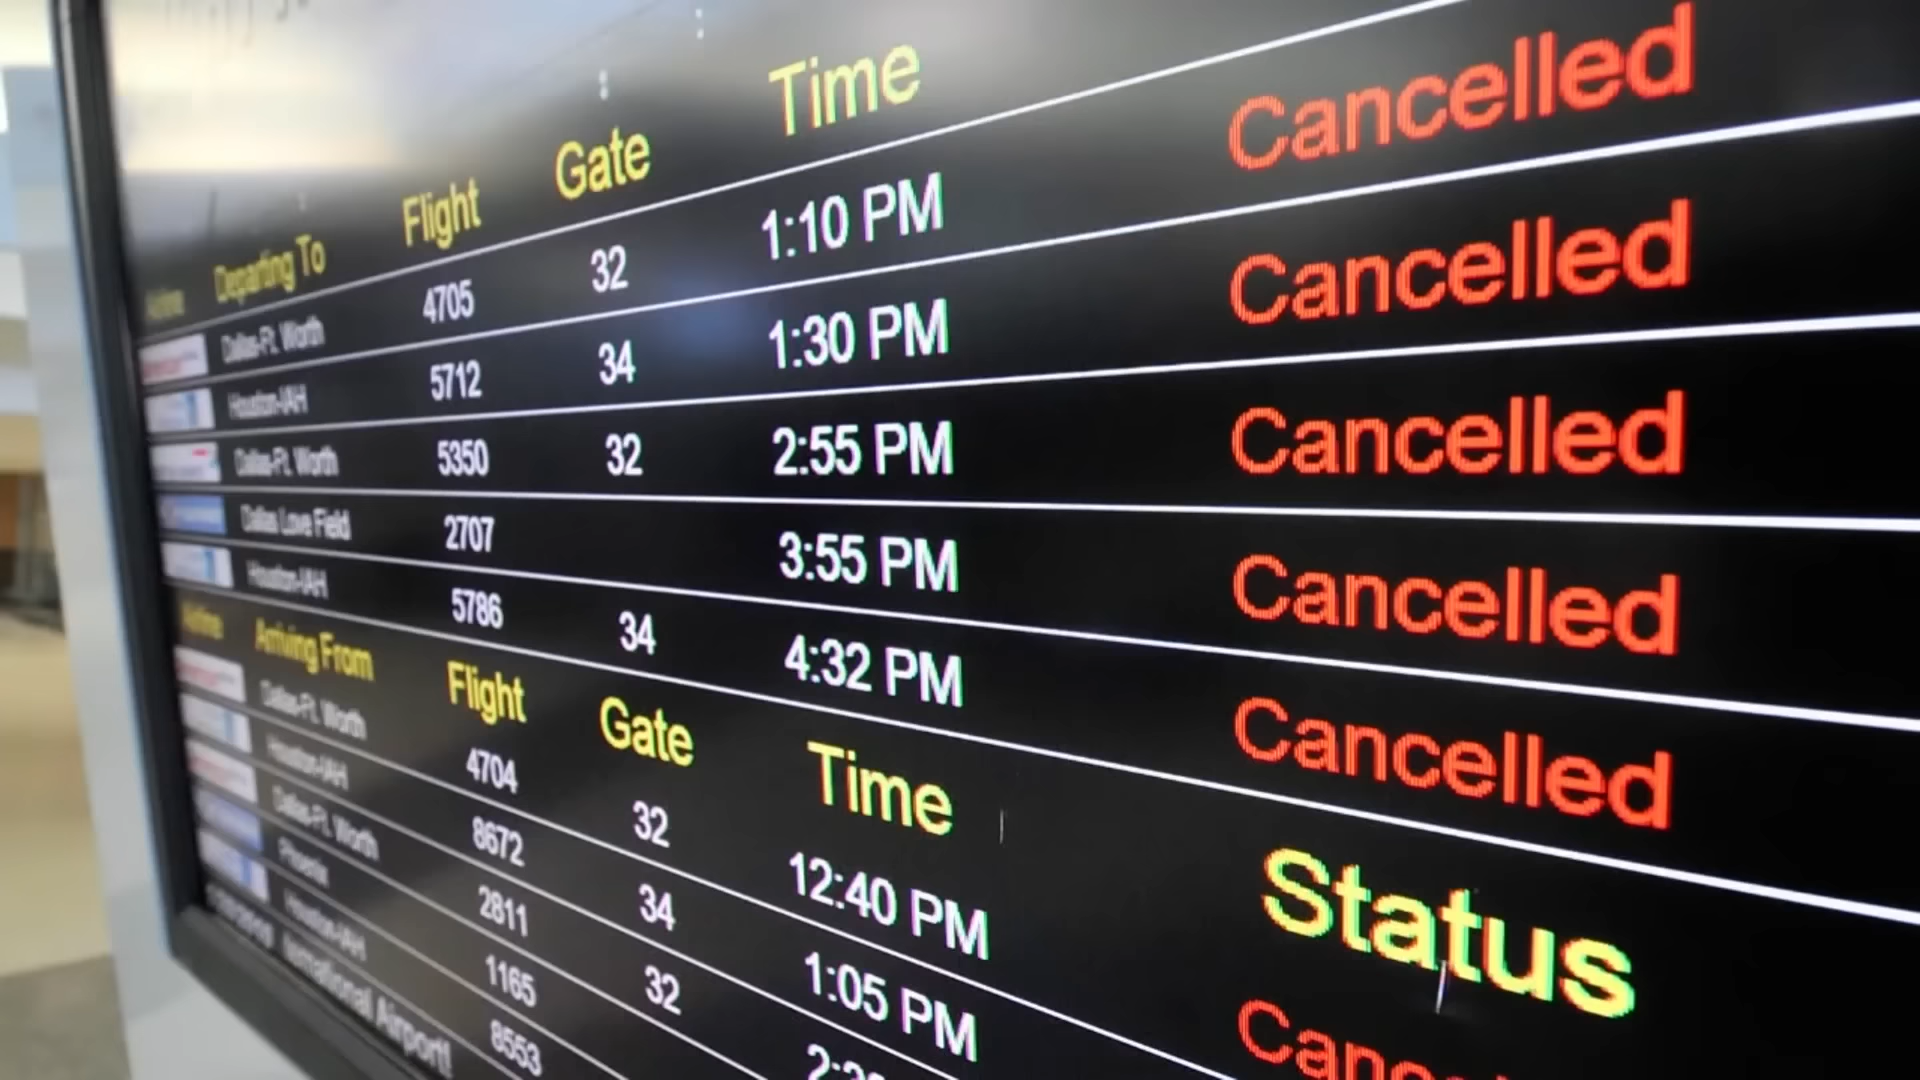 Airline Departing To Flight Gate Time
Dallas-Ft. Worth 4705 32 1:10 PM Cancelled
Houston-IAH 5712 34 1:30 PM Cancelled
Dallas-Ft. Worth 5350 32 2:55 PM Cancelled
Dallas Love Field 2707 3:55 PM Cancelled
Houston-IAH 5786 34 4:32 PM Cancelled
Airline Arriving From Flight Gate Time Status
Dallas-Ft. Worth 4704 32 12:40 PM Canc
Houston-IAH 8672 34 1:05 PM
Dallas-Ft. Worth 2811 32
Phoenix 1165
Houston-IAH 8553
Airport!